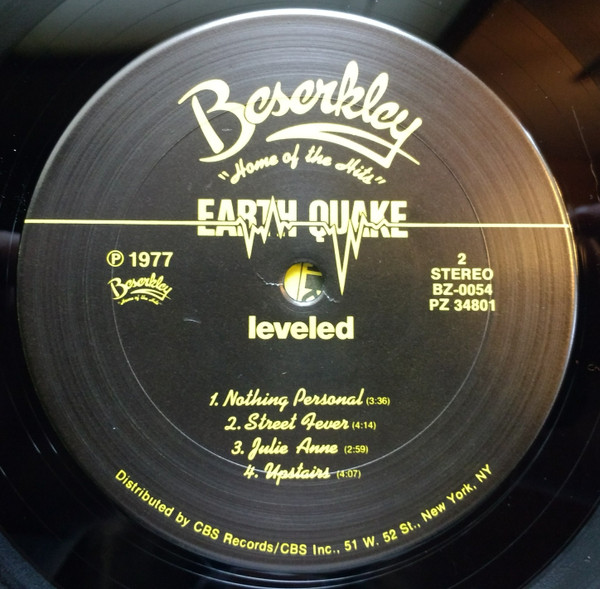 Beserkley
"Home of the Hits"
EARTH QUAKE
℗ 1977
Beserkley
"Home of the Hits"
2
STEREO
BZ-0054
PZ 34801
leveled
1. Nothing Personal (3:36)
2. Street Fever (4:14)
3. Julie Anne (2:59)
4. Upstairs (4:07)
Distributed by CBS Records/CBS Inc., 51 W. 52 St., New York, NY